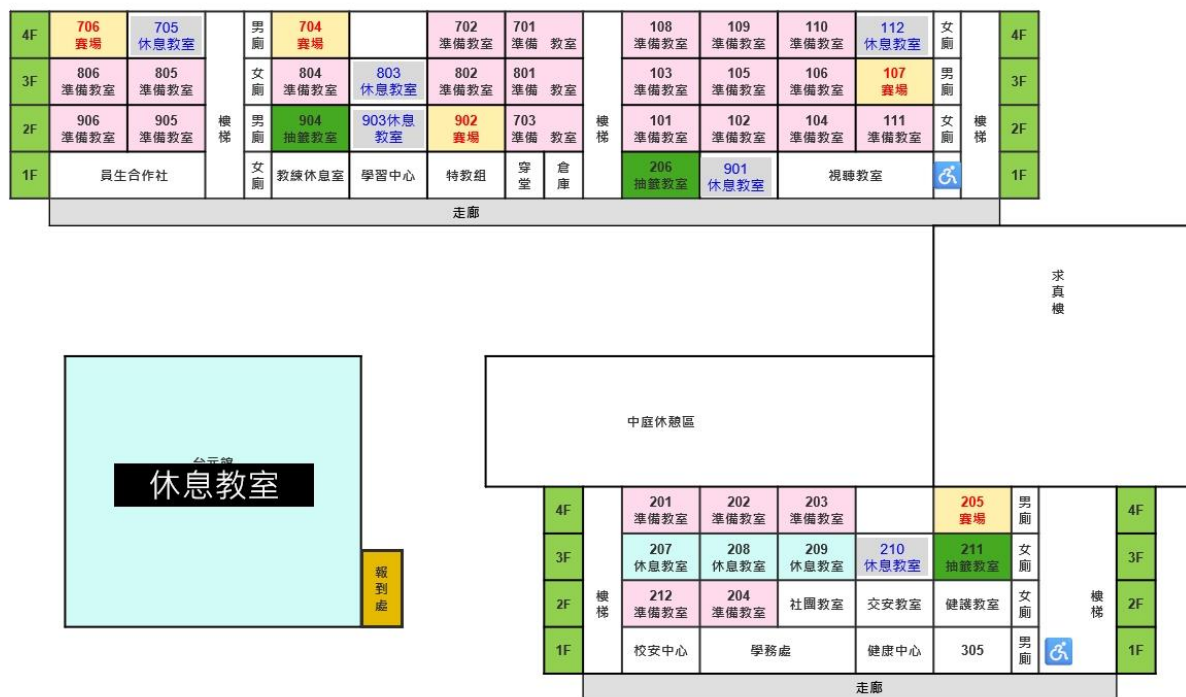 4F 706 705 男廁 704 702 701 108 109 110 112 女廁 4F
賽場 休息教室 賽場 準備教室 準備 教室 準備教室 準備教室 準備教室 休息教室
3F 806 805 女廁 804 803 802 801 103 105 106 107 男廁 3F
準備教室 準備教室 準備教室 休息教室 準備教室 準備 教室 準備教室 準備教室 準備教室 賽場
2F 906 905 樓梯 男廁 904 903休息 902 703 樓梯 101 102 104 111 女廁 樓梯 2F
準備教室 準備教室 抽籤教室 教室 賽場 準備 教室 準備教室 準備教室 準備教室 準備教室
1F 員生合作社 女廁 教練休息室 學習中心 特教組 穿堂 倉庫 206 901 視聽教室 1F
抽籤教室 休息教室
走廊
求真樓
中庭休憩區
休息教室
報到處
4F 201 202 203 205 男廁 4F
準備教室 準備教室 準備教室 賽場
3F 207 208 209 210 211 女廁 3F
休息教室 休息教室 休息教室 休息教室 抽籤教室
2F 樓梯 212 204 社團教室 交安教室 健護教室 女廁 樓梯 2F
準備教室 準備教室
1F 校安中心 學務處 健康中心 305 男廁 1F
走廊